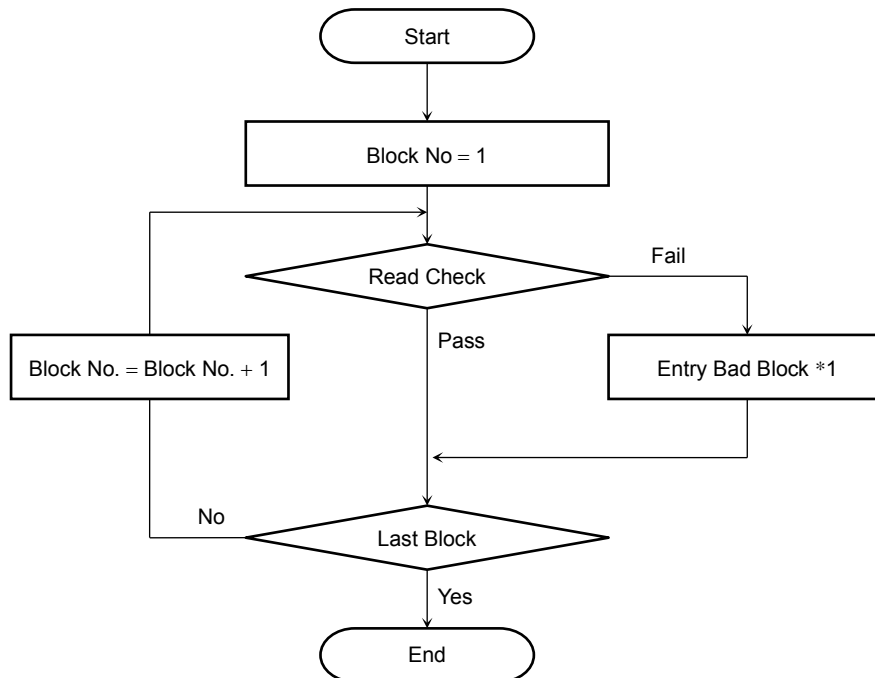 Start
Block No = 1
Read Check
Fail
Pass
Block No. = Block No. + 1
Entry Bad Block *1
No
Last Block
Yes
End